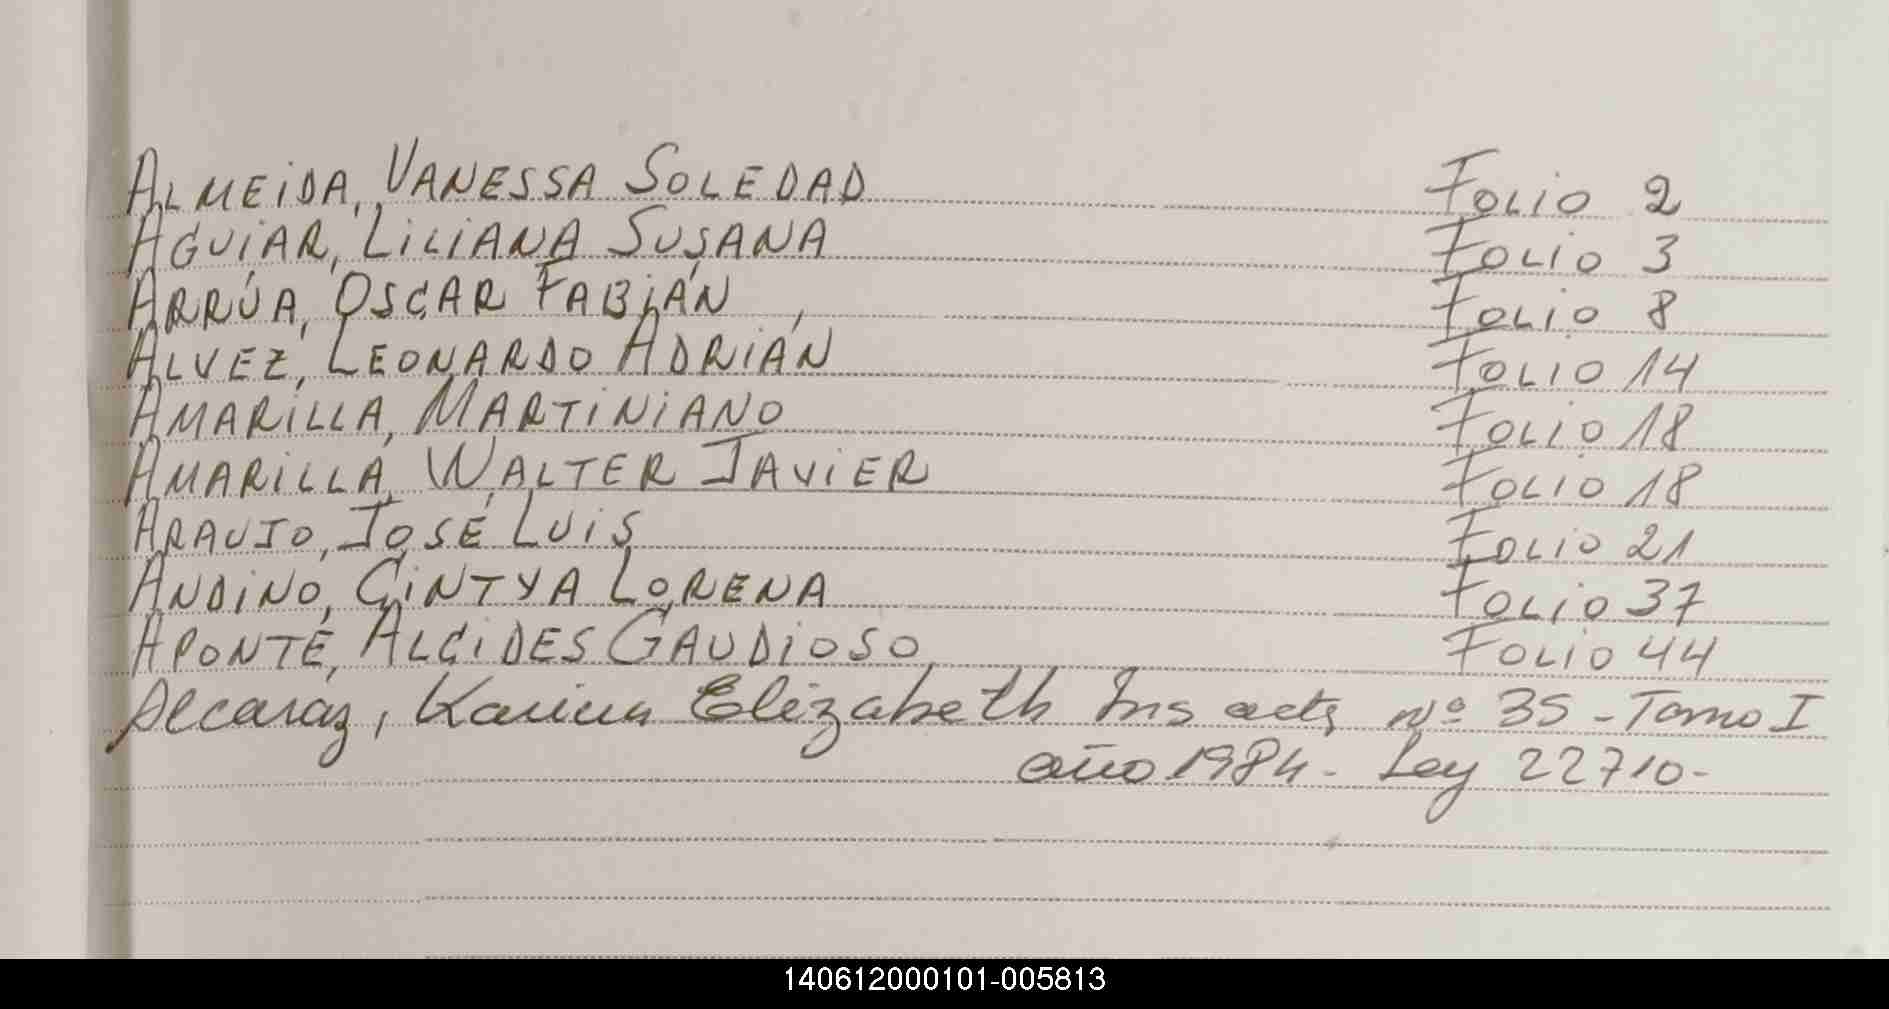 ALMEiDA, VANESSA SOLEDAD Folio 2
AGUiAR, LiLiANA SUSANA Folio 3
ARRÚA, OSCAR FABiÁN Folio 8
ALVEZ, LEONARDO ADRIÁN Folio 14
AMARiLLA, MARTiNiANO Folio 18
AMARiLLA, WALTER JAViER Folio 18
ARAUJO, JOSÉ LUiS Folio 21
ANDiNO, CiNTYA LORENA Folio 37
APONTE, ALCiDES GAUDiOSO Folio 44
Alcaraz, Karina Elizabeth Ins acta nº 35 - Tomo I
año 1984 - Ley 22710-
140612000101-005813